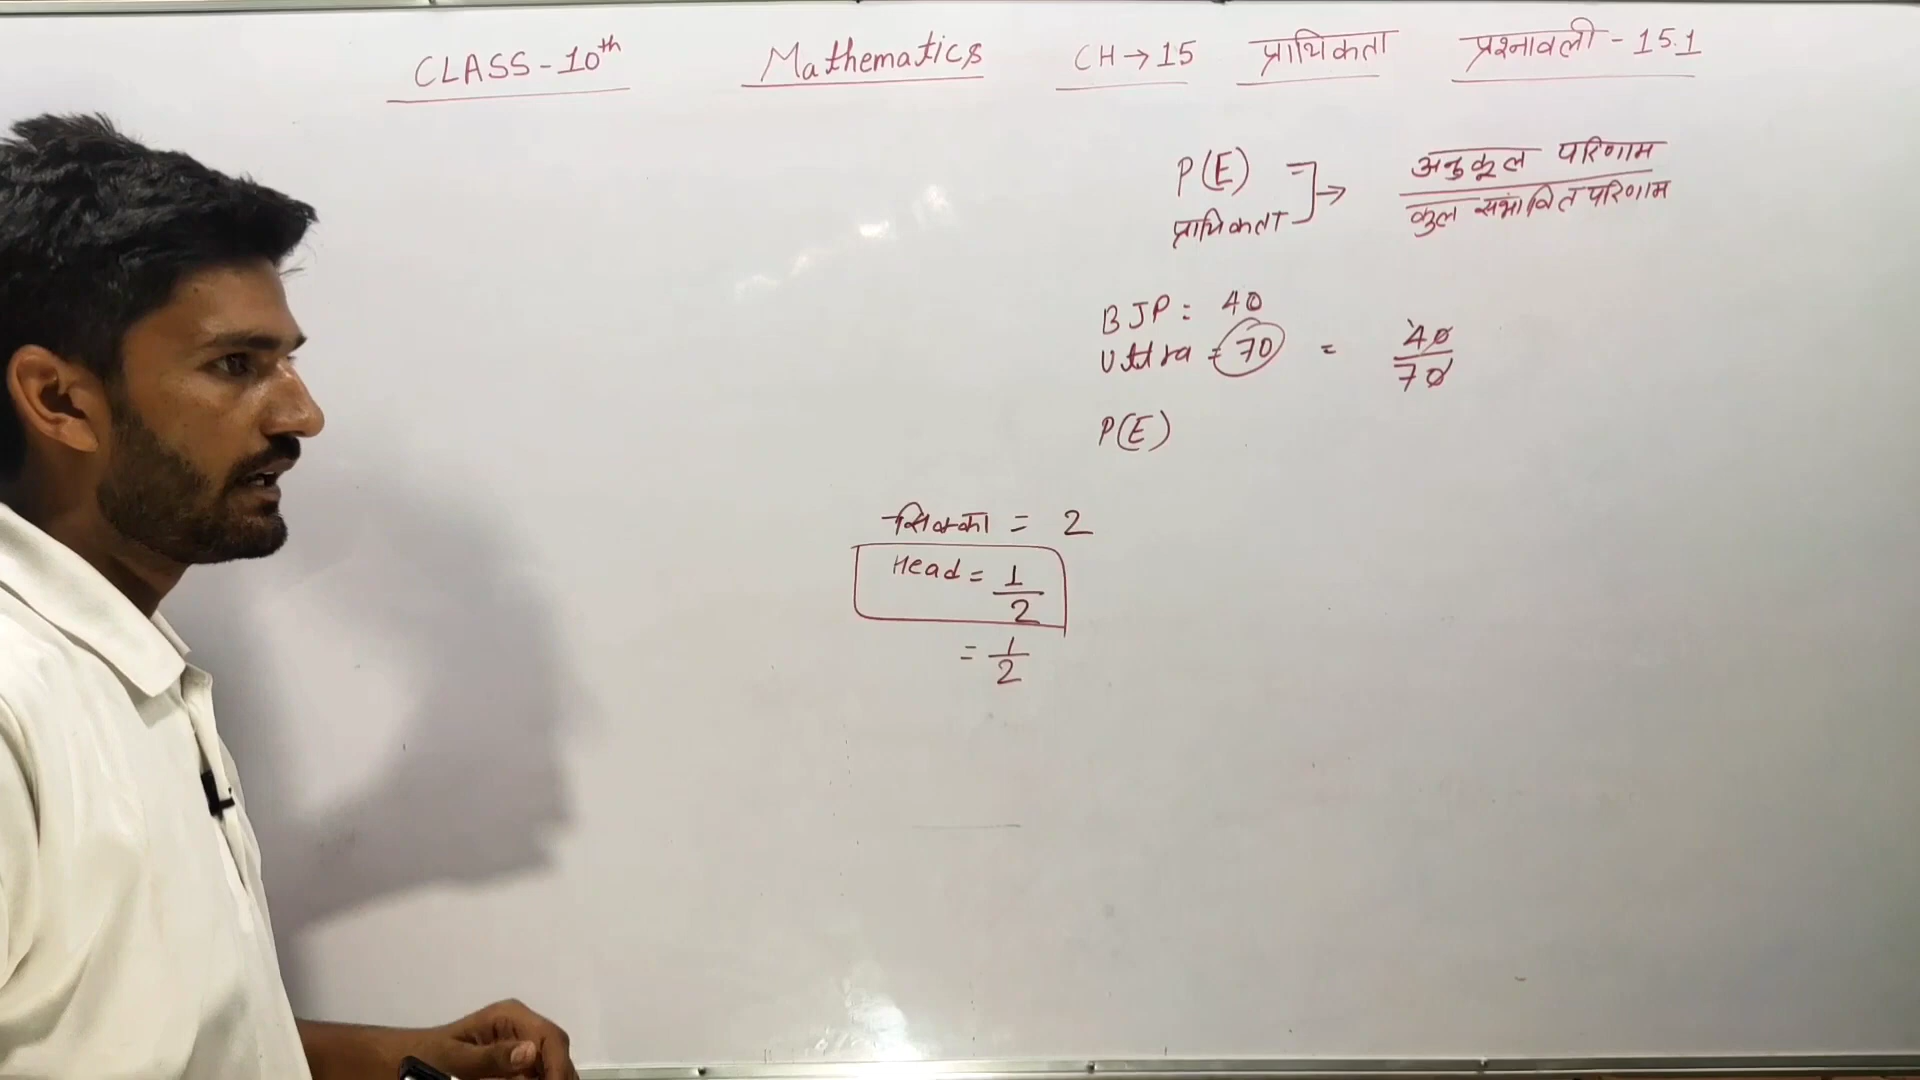 CLASS-10th Mathematics CH→15 प्रायिकता प्रश्नावली-15.1
P(E) = अनुकूल परिणाम
प्रायिकता → कुल संभावित परिणाम
BJP = 40
= 70 = 40/70
P(E)
सिक्का = 2
Head = 1/2
= 1/2